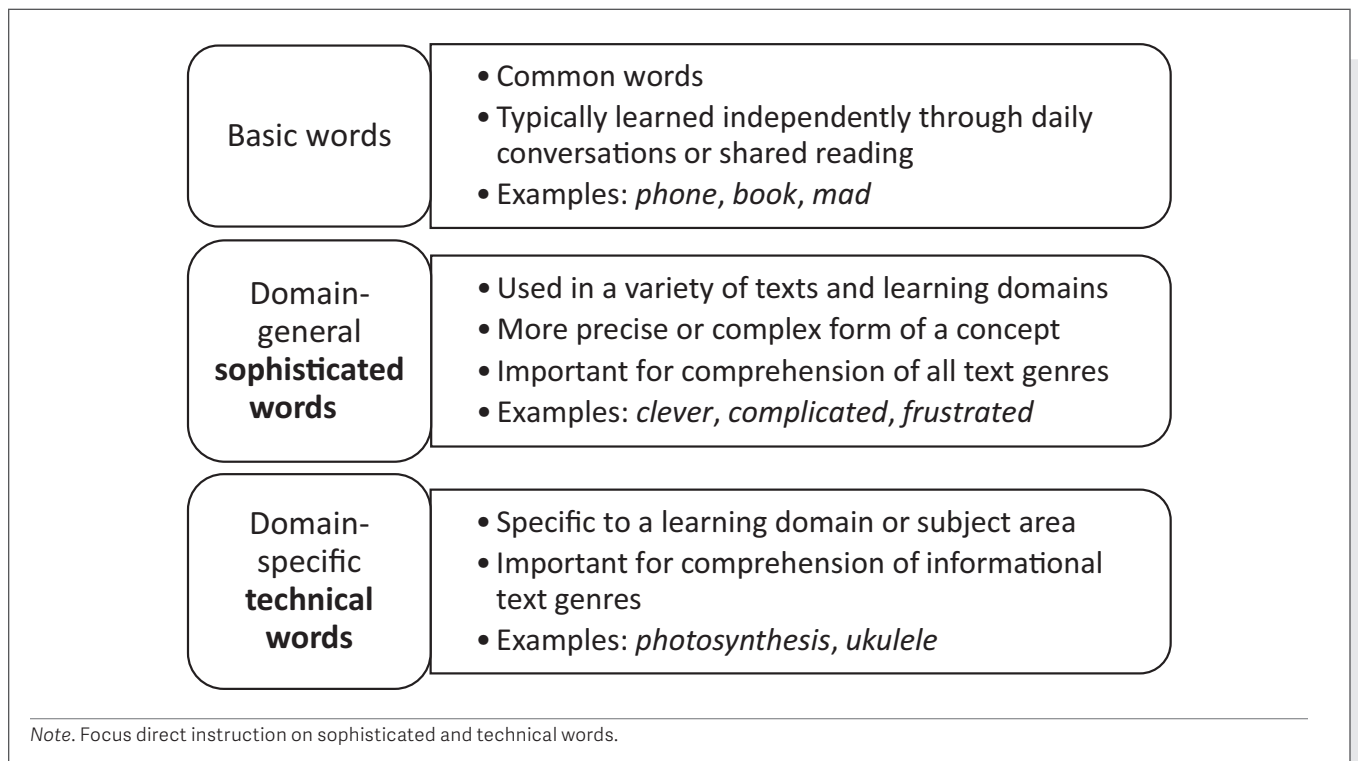 Basic words
• Common words
• Typically learned independently through daily
conversations or shared reading
• Examples: phone, book, mad
Domain-
general
sophisticated
words
• Used in a variety of texts and learning domains
• More precise or complex form of a concept
• Important for comprehension of all text genres
• Examples: clever, complicated, frustrated
Domain-
specific
technical
words
• Specific to a learning domain or subject area
• Important for comprehension of informational
text genres
• Examples: photosynthesis, ukulele
Note. Focus direct instruction on sophisticated and technical words.